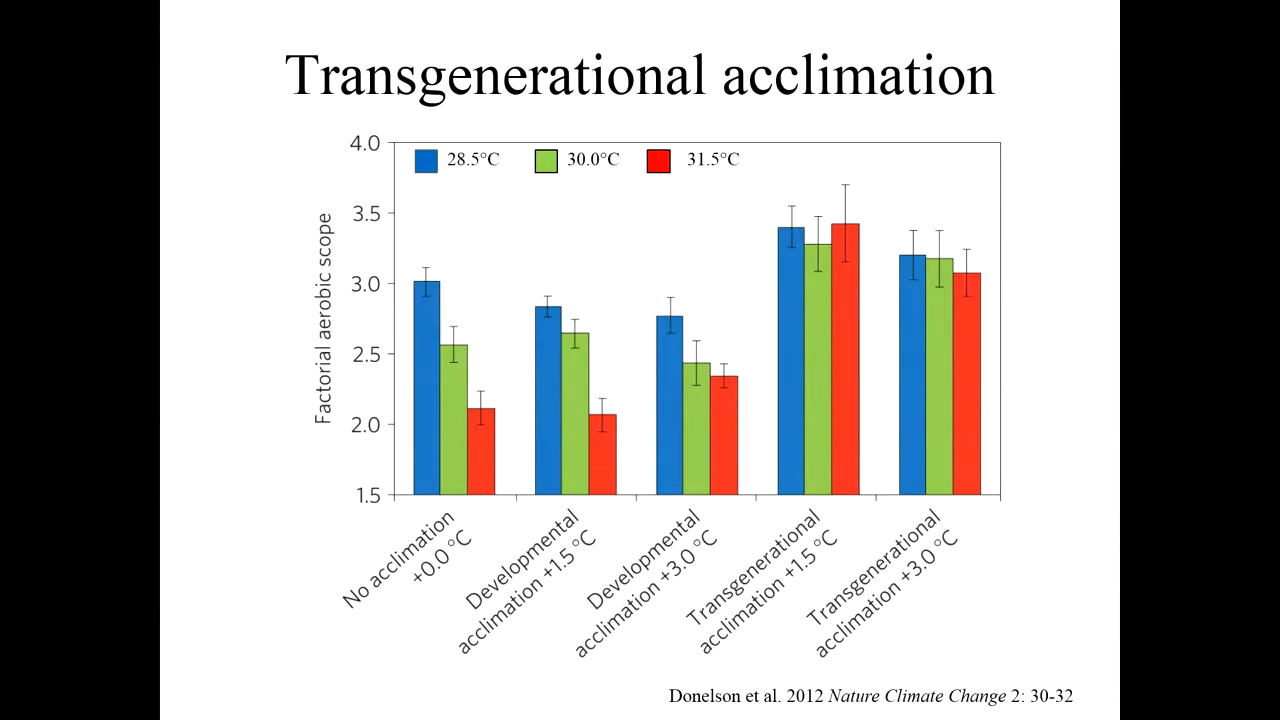 Transgenerational acclimation
4.0
3.5
3.0
2.5
2.0
1.5
Factorial aerobic scope
28.5°C 30.0°C 31.5°C
No acclimation
+0.0 °C
Developmental
acclimation +1.5 °C
Developmental
acclimation +3.0 °C
Transgenerational
acclimation +1.5 °C
Transgenerational
acclimation +3.0 °C
Donelson et al. 2012 Nature Climate Change 2: 30-32